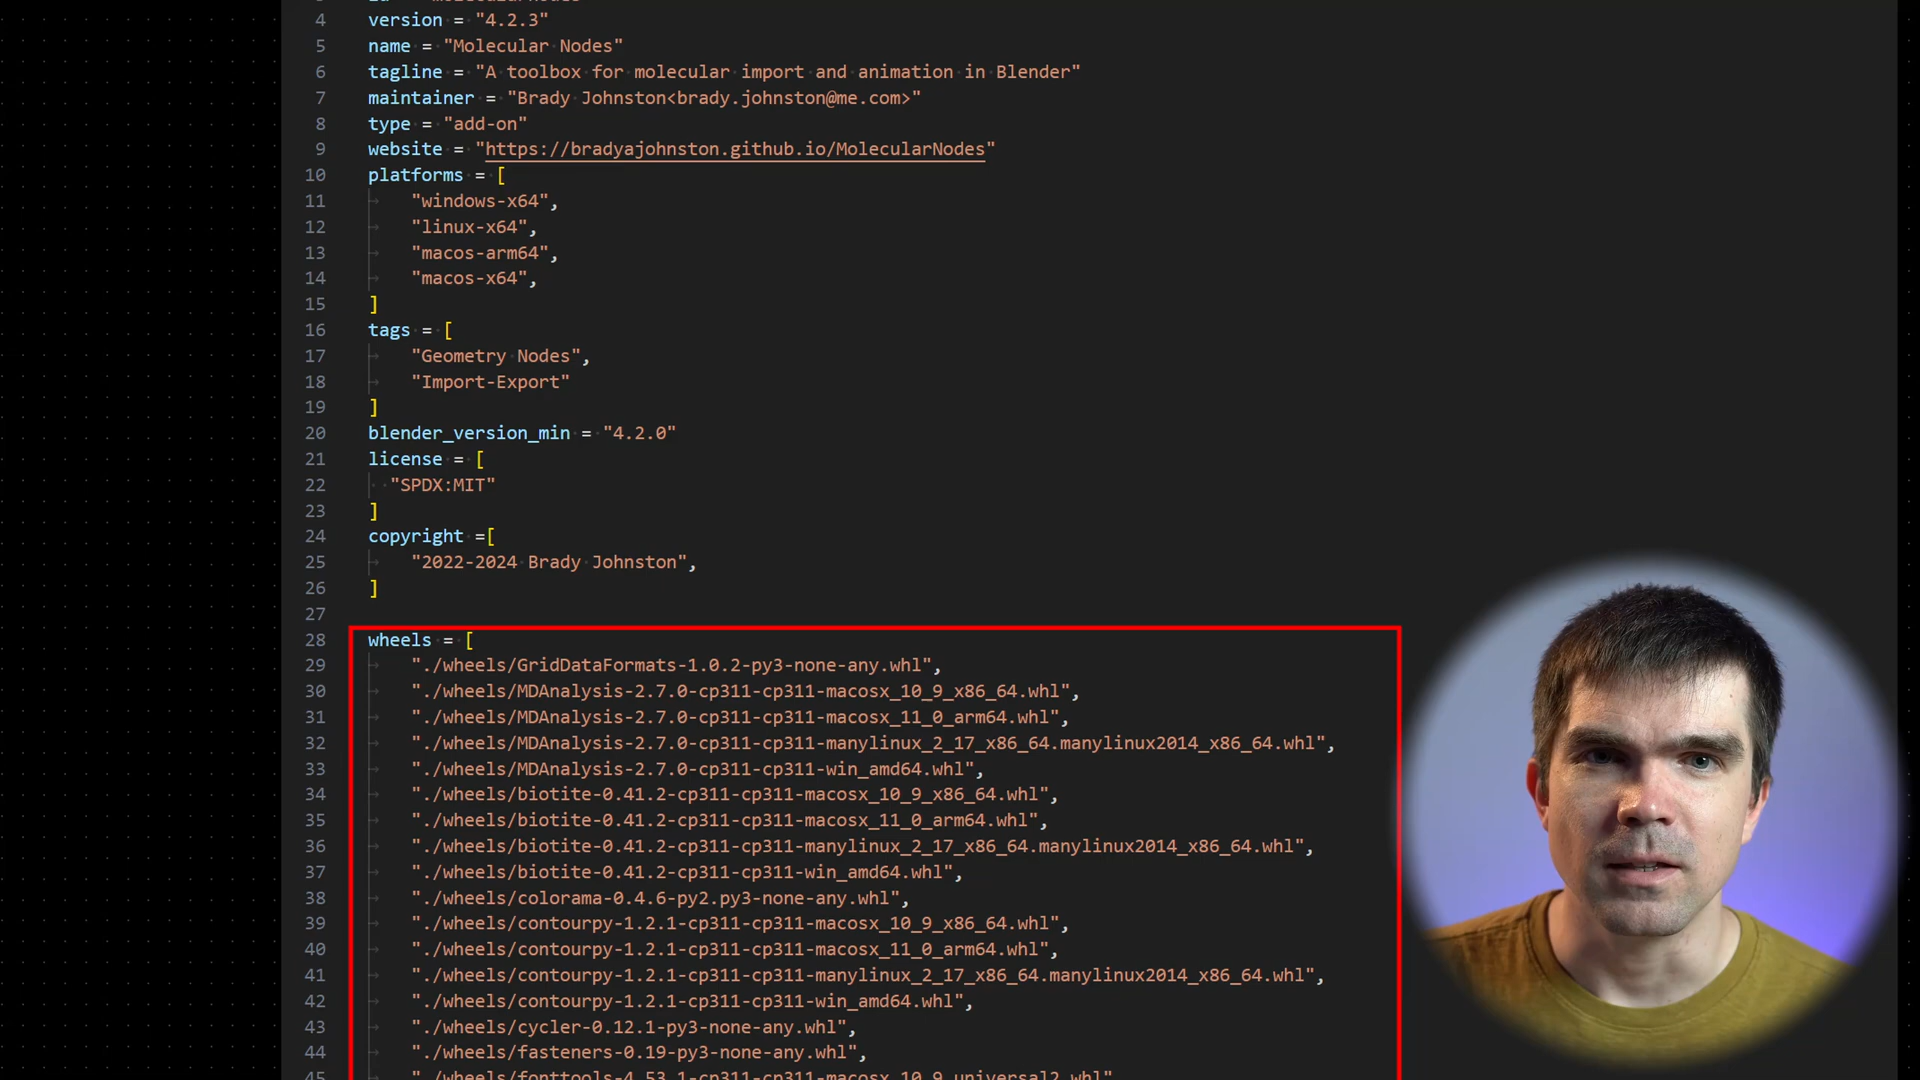 4 version = "4.2.3"
5 name = "Molecular Nodes"
6 tagline = "A toolbox for molecular import and animation in Blender"
7 maintainer = "Brady Johnston<brady.johnston@me.com>"
8 type = "add-on"
9 website = "https://bradyajohnston.github.io/MolecularNodes"
10 platforms = [
11 "windows-x64",
12 "linux-x64",
13 "macos-arm64",
14 "macos-x64",
15 ]
16 tags = [
17 "Geometry Nodes",
18 "Import-Export"
19 ]
20 blender_version_min = "4.2.0"
21 license = [
22 "SPDX:MIT"
23 ]
24 copyright =[
25 "2022-2024 Brady Johnston",
26 ]
27
28 wheels = [
29 "./wheels/GridDataFormats-1.0.2-py3-none-any.whl",
30 "./wheels/MDAnalysis-2.7.0-cp311-cp311-macosx_10_9_x86_64.whl",
31 "./wheels/MDAnalysis-2.7.0-cp311-cp311-macosx_11_0_arm64.whl",
32 "./wheels/MDAnalysis-2.7.0-cp311-cp311-manylinux_2_17_x86_64.manylinux2014_x86_64.whl",
33 "./wheels/MDAnalysis-2.7.0-cp311-cp311-win_amd64.whl",
34 "./wheels/biotite-0.41.2-cp311-cp311-macosx_10_9_x86_64.whl",
35 "./wheels/biotite-0.41.2-cp311-cp311-macosx_11_0_arm64.whl",
36 "./wheels/biotite-0.41.2-cp311-cp311-manylinux_2_17_x86_64.manylinux2014_x86_64.whl",
37 "./wheels/biotite-0.41.2-cp311-cp311-win_amd64.whl",
38 "./wheels/colorama-0.4.6-py2.py3-none-any.whl",
39 "./wheels/contourpy-1.2.1-cp311-cp311-macosx_10_9_x86_64.whl",
40 "./wheels/contourpy-1.2.1-cp311-cp311-macosx_11_0_arm64.whl",
41 "./wheels/contourpy-1.2.1-cp311-cp311-manylinux_2_17_x86_64.manylinux2014_x86_64.whl",
42 "./wheels/contourpy-1.2.1-cp311-cp311-win_amd64.whl",
43 "./wheels/cycler-0.12.1-py3-none-any.whl",
44 "./wheels/fasteners-0.19-py3-none-any.whl",
45 "./wheels/fonttools-4.53.1-cp311-cp311-macosx_10_9_universal2.whl"